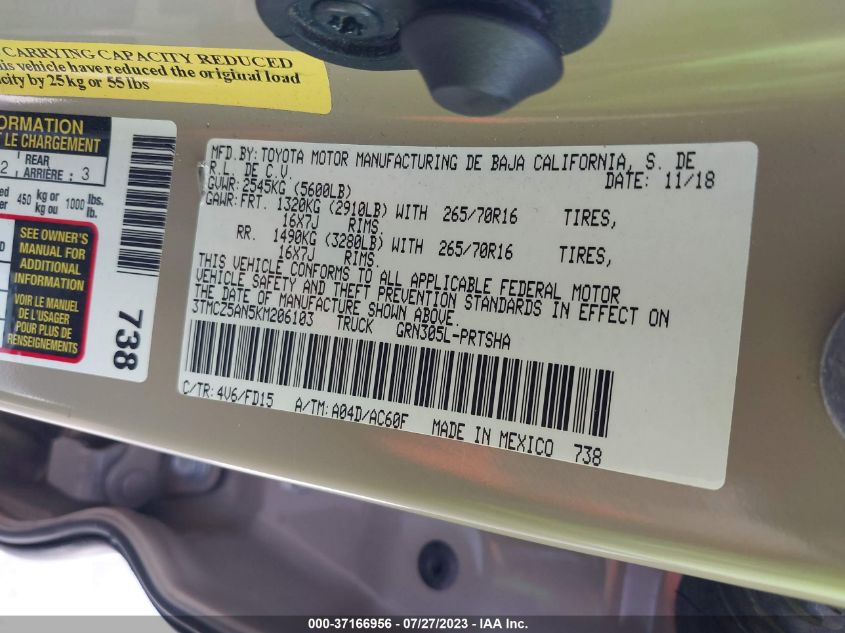 CARRYING CAPACITY REDUCED
is vehicle have reduced the original load
city by 25 kg or 55 lbs
ORMATION
T LE CHARGEMENT
2 REAR ARRIÈRE : 3
450 kg or kg ou 1000 lbs. lb.
SEE OWNER'S
MANUAL FOR
ADDITIONAL
INFORMATION
VOIR LE MANUEL
DE L'USAGER
POUR PLUS DE
RENSEIGNEMENTS
738
MFD.BY: TOYOTA MOTOR MANUFACTURING DE BAJA CALIFORNIA, S. DE
R.L. DE C.V. DATE: 11/18
GVWR: 2545KG (5600LB)
GAWR: FRT. 1320KG (2910LB) WITH 265/70R16 TIRES,
16X7J RIMS.
RR. 1490KG (3280LB) WITH 265/70R16 TIRES,
16X7J RIMS.
THIS VEHICLE CONFORMS TO ALL APPLICABLE FEDERAL MOTOR
VEHICLE SAFETY AND THEFT PREVENTION STANDARDS IN EFFECT ON
THE DATE OF MANUFACTURE SHOWN ABOVE.
3TMC25AN5KM206103 TRUCK GRN305L-PRTSHA
C/TR: 4V6/FD15 A/TM: A04D/AC60F
MADE IN MEXICO 738
000-37166956 - 07/27/2023 - IAA Inc.